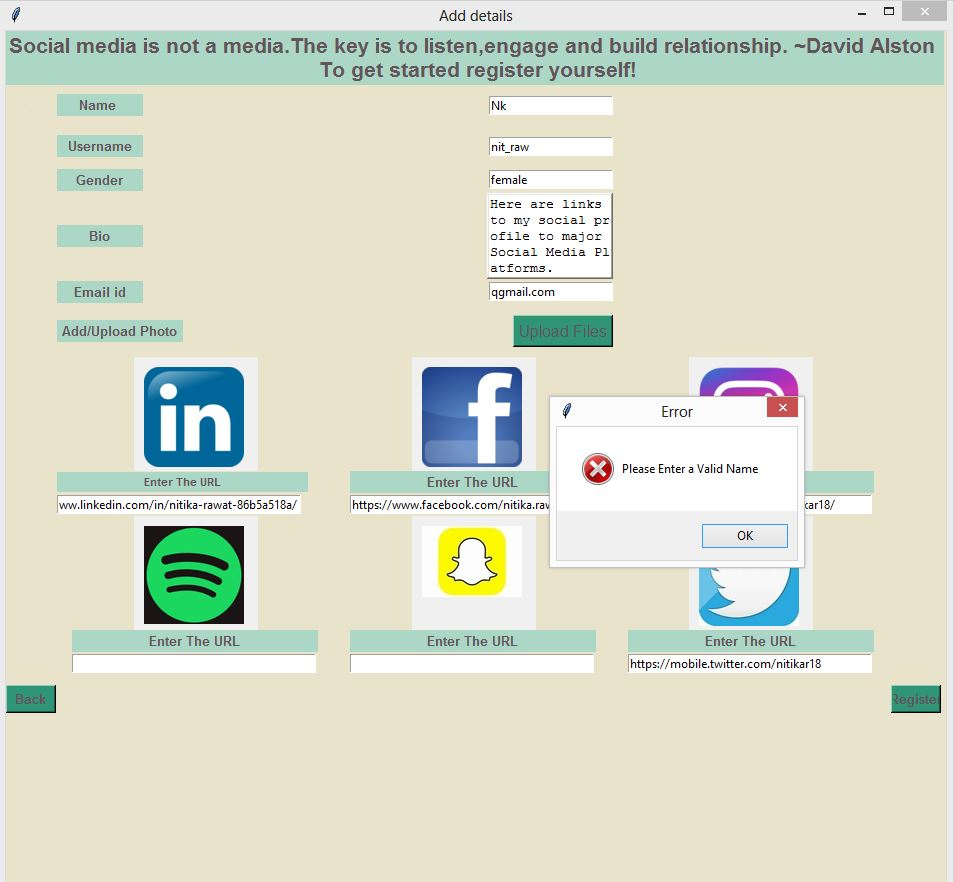 Add details
Social media is not a media.The key is to listen,engage and build relationship. ~David Alston
To get started register yourself!
Name
Nk
Username
nit_raw
Gender
female
Bio
Here are links
to my social pr
ofile to major
Social Media Pl
atforms.
Email id
qgmail.com
Add/Upload Photo
Upload Files
in
f
Error
Please Enter a Valid Name
OK
Enter The URL
Enter The URL
ww.linkedin.com/in/nitika-rawat-86b5a518a/
https://www.facebook.com/nitika.raw
kar18/
Enter The URL
Enter The URL
Enter The URL
https://mobile.twitter.com/nitikar18
Back
Register